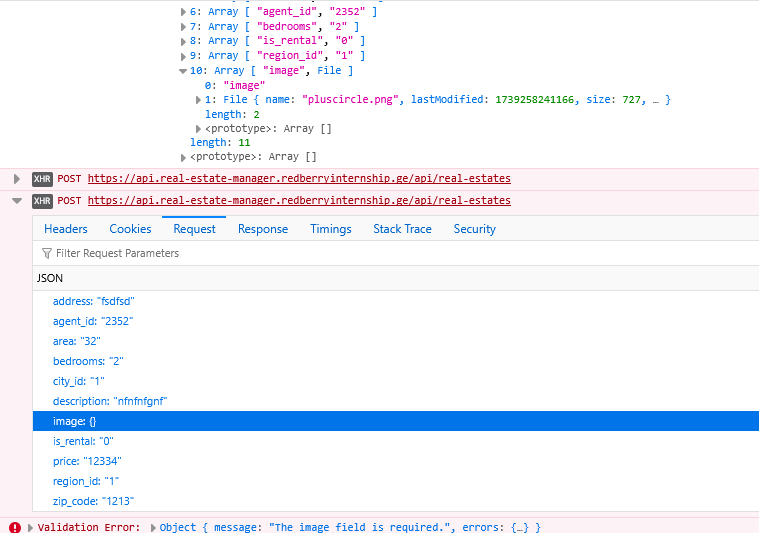 6: Array [ "agent_id", "2352" ]
7: Array [ "bedrooms", "2" ]
8: Array [ "is_rental", "0" ]
9: Array [ "region_id", "1" ]
10: Array [ "image", File ]
0: "image"
1: File { name: "pluscircle.png", lastModified: 1739258241166, size: 727, … }
length: 2
<prototype>: Array []
length: 11
<prototype>: Array []
XHR POST https://api.real-estate-manager.redberryinternship.ge/api/real-estates
XHR POST https://api.real-estate-manager.redberryinternship.ge/api/real-estates
Headers Cookies Request Response Timings Stack Trace Security
Filter Request Parameters
JSON
address: "fsdfsd"
agent_id: "2352"
area: "32"
bedrooms: "2"
city_id: "1"
description: "nfnfnfgnf"
image: {}
is_rental: "0"
price: "12334"
region_id: "1"
zip_code: "1213"
Validation Error: Object { message: "The image field is required.", errors: {…} }